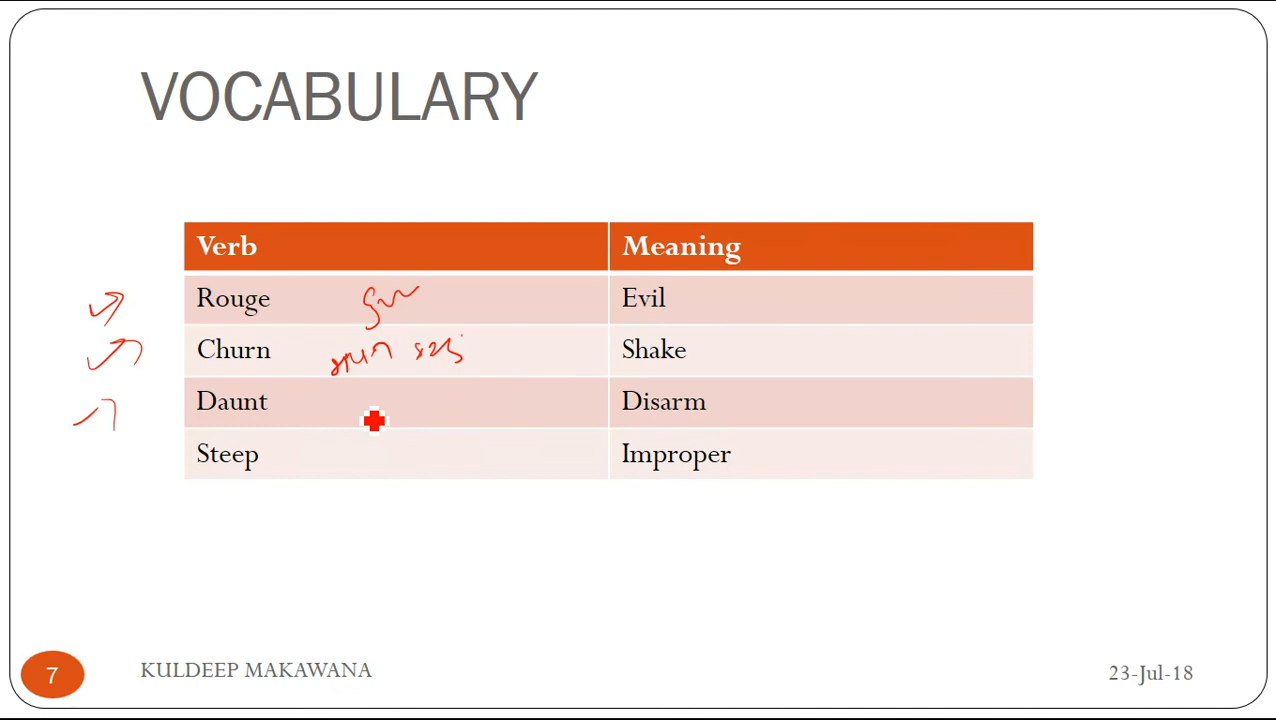 VOCABULARY
Verb Meaning
Rouge Evil
Churn Shake
Daunt Disarm
Steep Improper
7 KULDEEP MAKAWANA 23-Jul-18